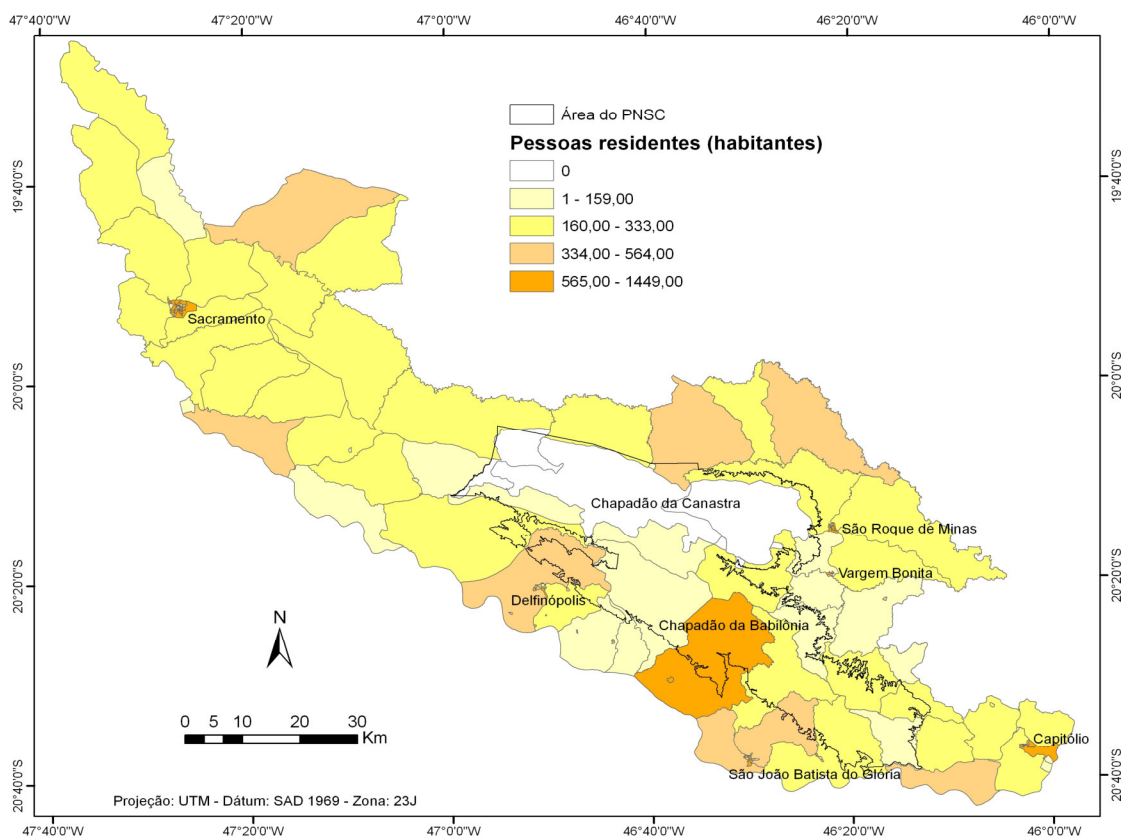 47°40'0"W 47°20'0"W 47°0'0"W 46°40'0"W 46°20'0"W 46°0'0"W
Área do PNSC
Pessoas residentes (habitantes)
0
1 - 159,00
160,00 - 333,00
334,00 - 564,00
565,00 - 1449,00
19°40'0"S 19°40'0"S
Sacramento
20°0'0"S 20°0'0"S
Chapadão da Canastra
São Roque de Minas
Vargem Bonita
20°20'0"S 20°20'0"S
Delfinópolis
N
Chapadão da Babilônia
0 5 10 20 30
Km
Capitólio
São João Batista do Glória
20°40'0"S 20°40'0"S
Projeção: UTM - Dátum: SAD 1969 - Zona: 23J
47°40'0"W 47°20'0"W 47°0'0"W 46°40'0"W 46°20'0"W 46°0'0"W